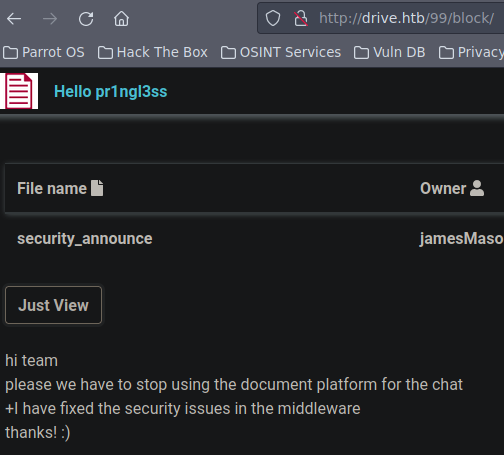 http://drive.htb/99/block/
Parrot OS Hack The Box OSINT Services Vuln DB Privacy
Hello pr1ngl3ss
File name Owner
security_announce jamesMaso
Just View
hi team
please we have to stop using the document platform for the chat
+I have fixed the security issues in the middleware
thanks! :)